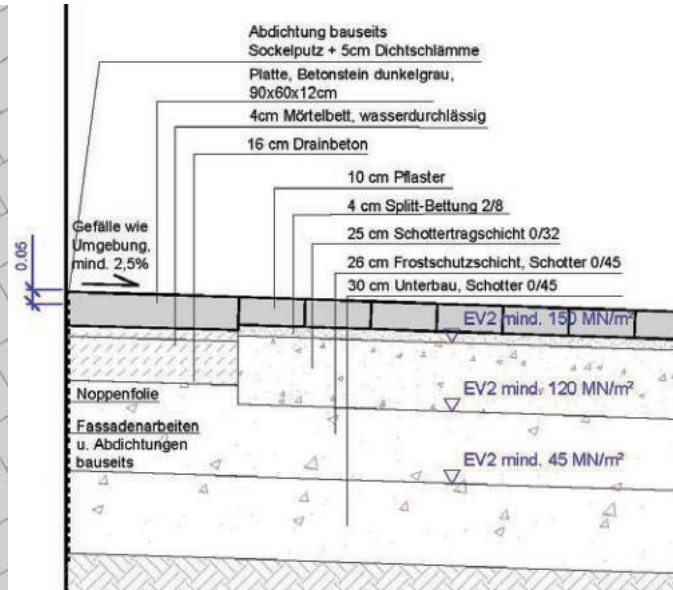 Abdichtung bauseits
Sockelputz + 5cm Dichtschlämme
Platte, Betonstein dunkelgrau,
90x60x12cm
4cm Mörtelbett, wasserdurchlässig
16 cm Drainbeton
10 cm Pflaster
4 cm Splitt-Bettung 2/8
25 cm Schottertragschicht 0/32
26 cm Frostschutzschicht, Schotter 0/45
30 cm Unterbau, Schotter 0/45
Gefälle wie
Umgebung,
mind. 2,5%
0.05
EV2 mind. 150 MN/m²
EV2 mind. 120 MN/m²
Noppenfolie
Fassadenarbeiten
u. Abdichtungen
bauseits
EV2 mind. 45 MN/m²